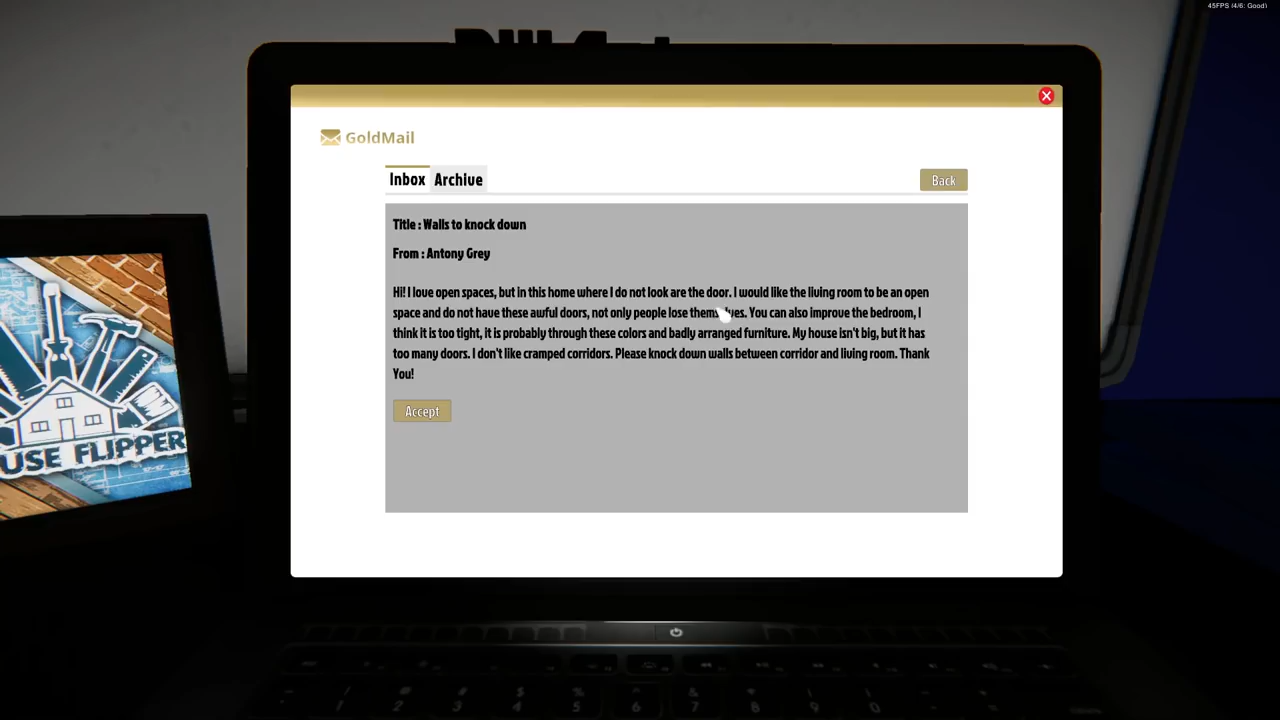 45FPS (4/6: Good)
GoldMail
Inbox Archive
Back
Title : Walls to knock down
From : Antony Grey
Hi! I love open spaces, but in this home where I do not look are the door. I would like the living room to be an open
space and do not have these awful doors, not only people lose themselves. You can also improve the bedroom, I
think it is too tight, it is probably through these colors and badly arranged furniture. My house isn't big, but it has
too many doors. I don't like cramped corridors. Please knock down walls between corridor and living room. Thank
You!
Accept
USE FLIPPER